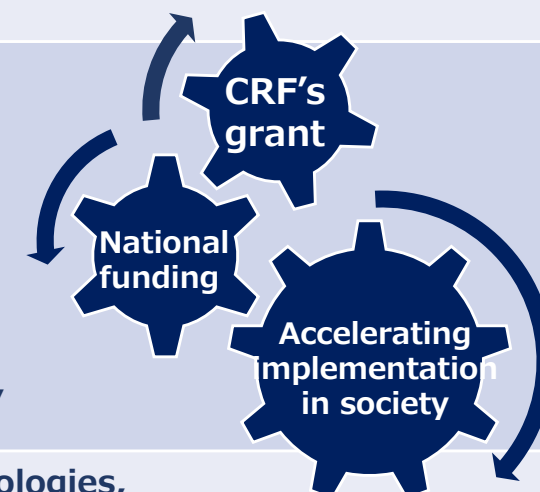 CRF's
grant
National
funding
Accelerating
implementation
in society
ologies,